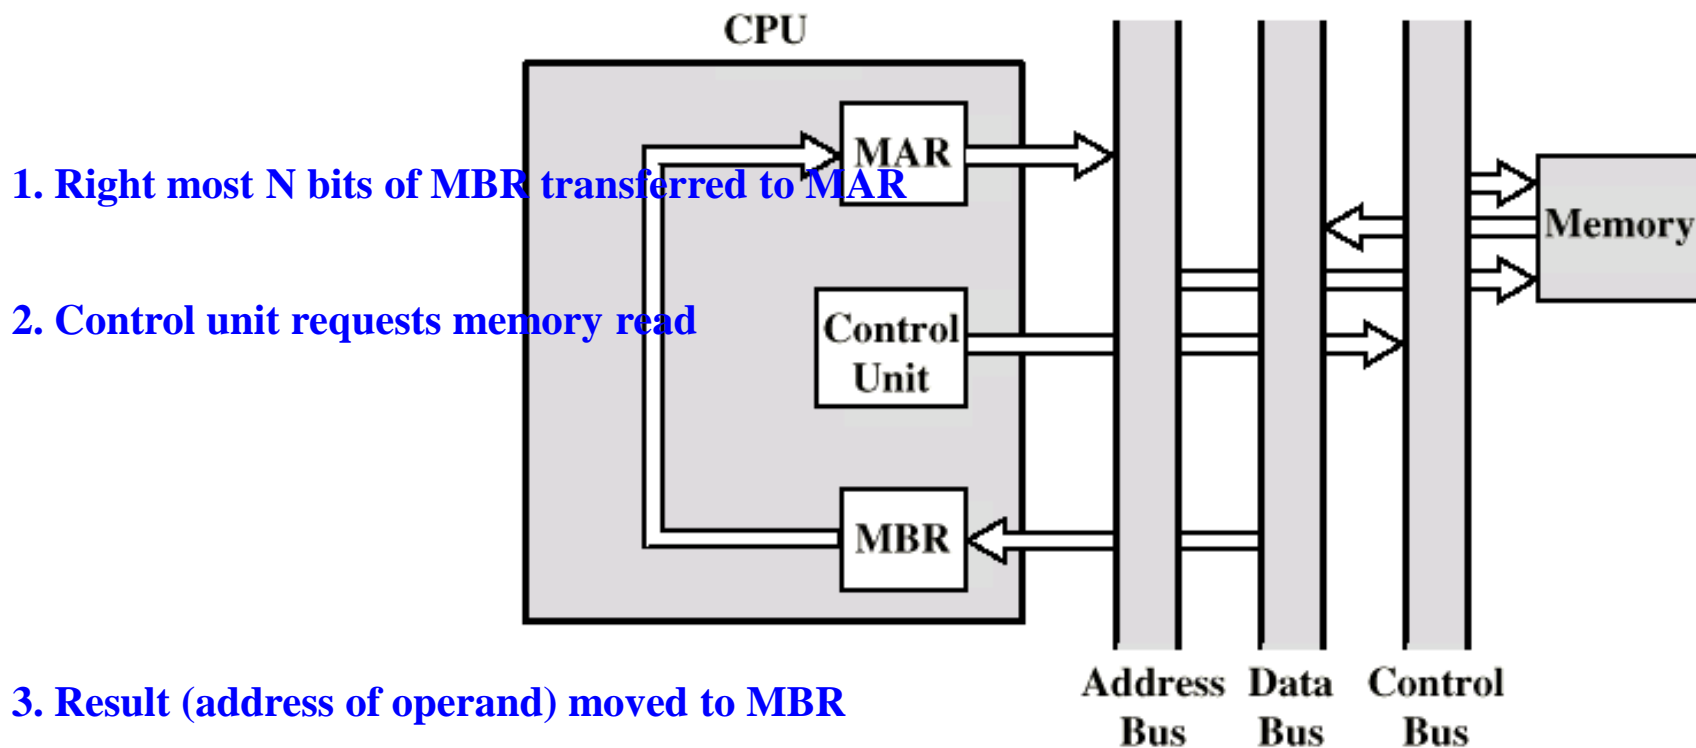 CPU
MAR
1. Right most N bits of MBR transferred to MAR
Memory
2. Control unit requests memory read
Control
Unit
MBR
3. Result (address of operand) moved to MBR
Address
Bus
Data
Bus
Control
Bus